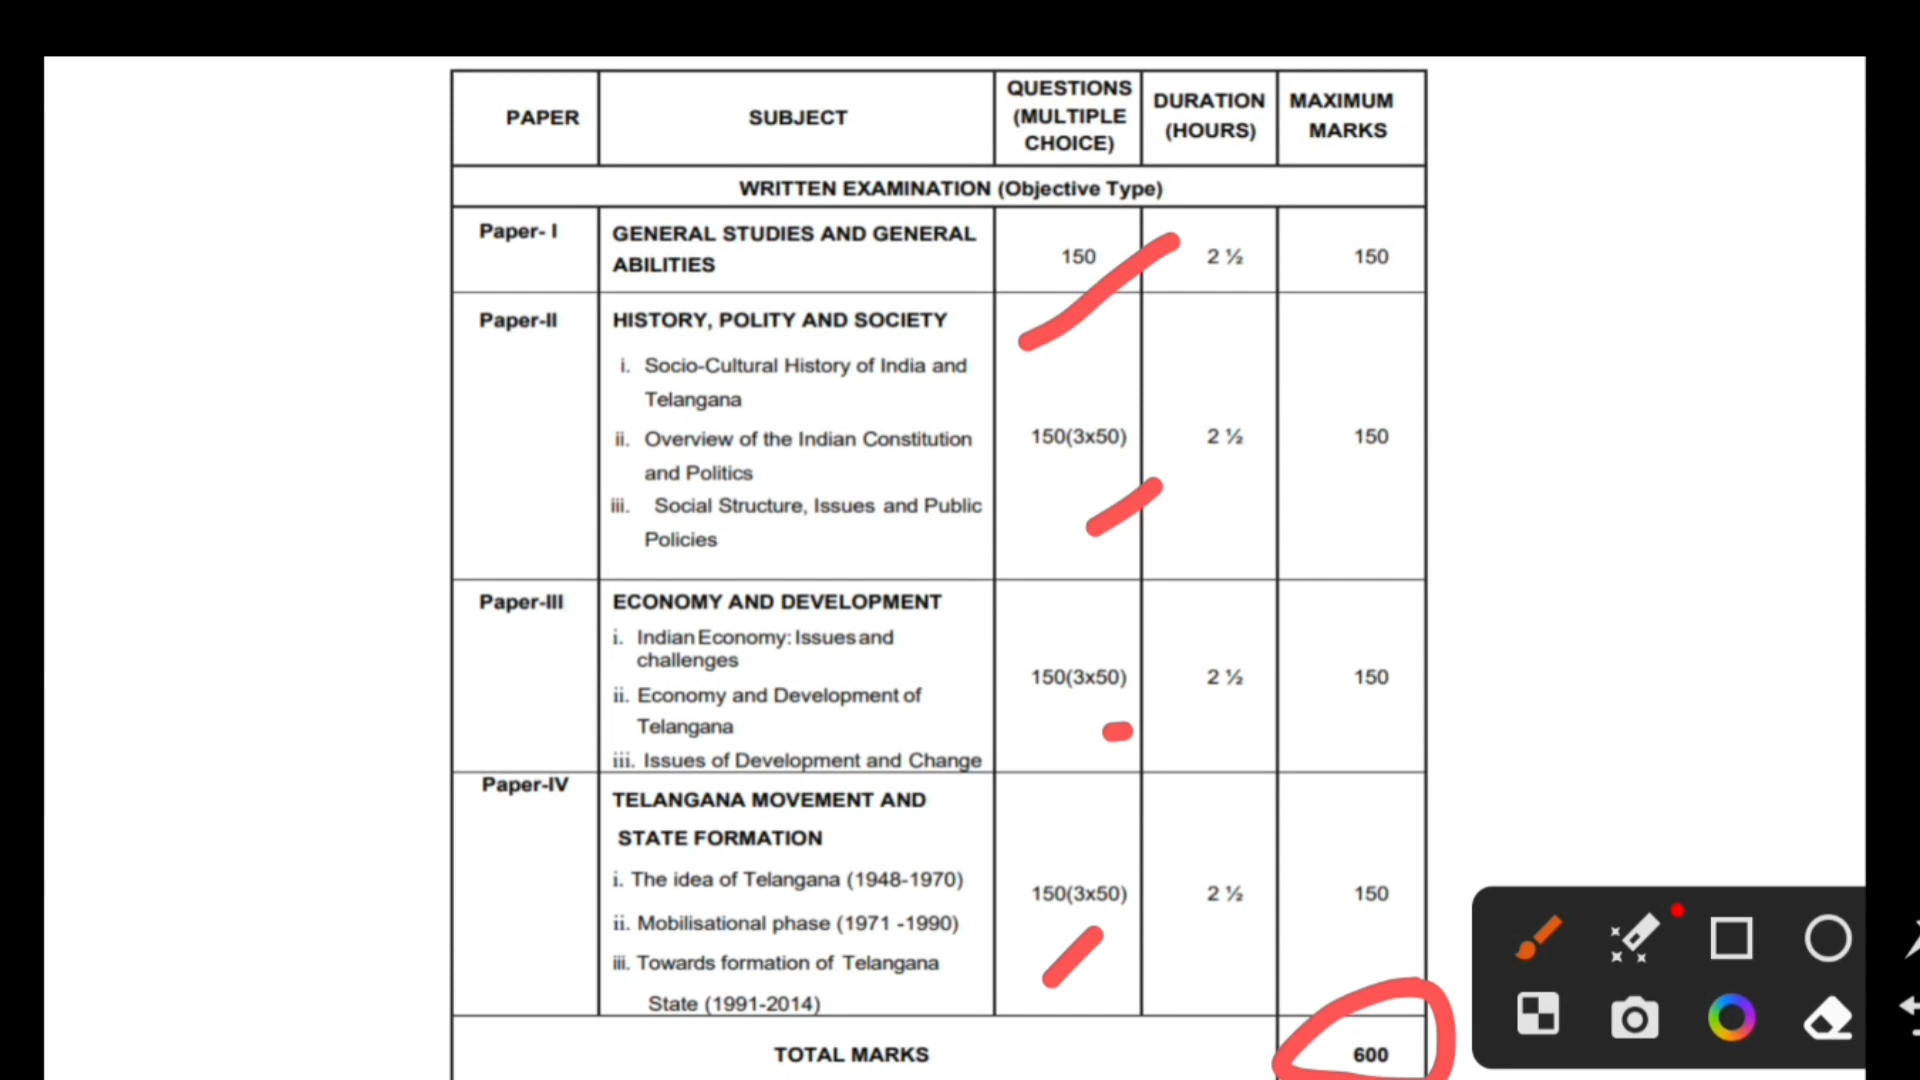 PAPER
SUBJECT
QUESTIONS
(MULTIPLE
CHOICE)
DURATION
(HOURS)
MAXIMUM
MARKS
WRITTEN EXAMINATION (Objective Type)
Paper- I
GENERAL STUDIES AND GENERAL
ABILITIES
150
2 ½
150
Paper-II
HISTORY, POLITY AND SOCIETY
i. Socio-Cultural History of India and
Telangana
ii. Overview of the Indian Constitution
and Politics
iii. Social Structure, Issues and Public
Policies
150(3x50)
2 ½
150
Paper-III
ECONOMY AND DEVELOPMENT
i. Indian Economy: Issues and
challenges
ii. Economy and Development of
Telangana
iii. Issues of Development and Change
150(3x50)
2 ½
150
Paper-IV
TELANGANA MOVEMENT AND
STATE FORMATION
i. The idea of Telangana (1948-1970)
ii. Mobilisational phase (1971 -1990)
iii. Towards formation of Telangana
State (1991-2014)
150(3x50)
2 ½
150
TOTAL MARKS
600